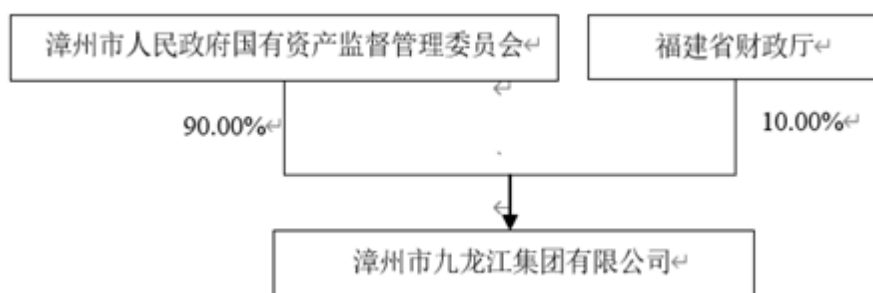 漳州市人民政府国有资产监督管理委员会
福建省财政厅
90.00%
10.00%
漳州市九龙江集团有限公司